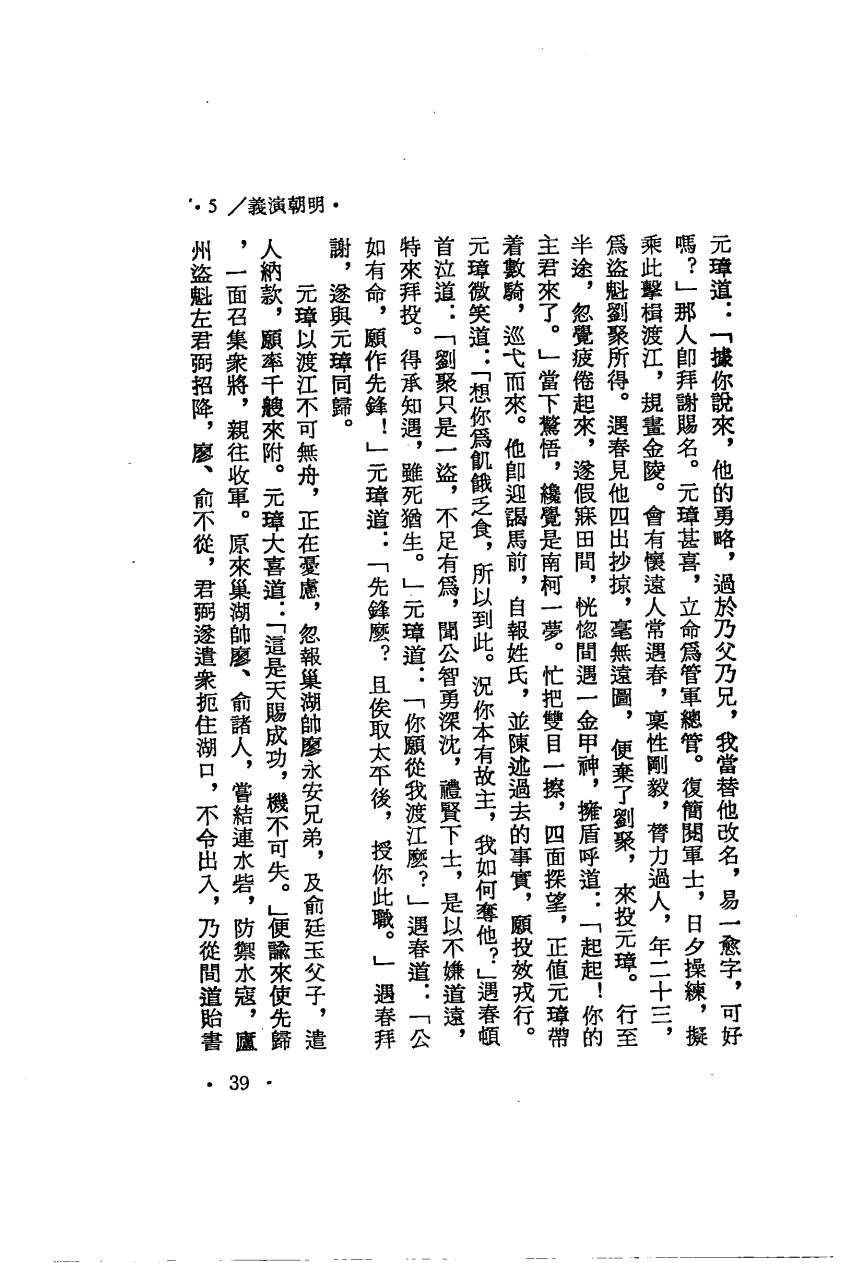 ·明朝演義／5·
元璋道：「據你說來，他的勇略，過於乃父乃兄，我當替他改名，易一愈字，可好
嗎？」那人卽拜謝賜名。元璋甚喜，立命爲管軍總管。復簡閱軍士，日夕操練，擬
乘此擊楫渡江，規畫金陵。會有懷遠人常遇春，稟性剛毅，膂力過人，年二十三，
爲盜魁劉聚所得。遇春見他四出抄掠，毫無遠圖，便棄了劉聚，來投元璋。行至
半途，忽覺疲倦起來，遂假寐田間，恍惚間遇一金甲神，擁盾呼道：「起起！你的
主君來了。」當下驚悟，纔覺是南柯一夢。忙把雙目一擦，四面探望，正値元璋帶
着數騎，巡弋而來。他卽迎謁馬前，自報姓氏，並陳述過去的事實，願投效戎行。
元璋微笑道：「想你爲飢餓乏食，所以到此。況你本有故主，我如何奪他？」遇春頓
首泣道：「劉聚只是一盜，不足有爲，聞公智勇深沈，禮賢下士，是以不嫌道遠，
特來拜投。得承知遇，雖死猶生。」元璋道：「你願從我渡江麽？」遇春道：「公
如有命，願作先鋒！」元璋道：「先鋒麽？且俟取太平後，授你此職。」遇春拜
謝，遂與元璋同歸。
元璋以渡江不可無舟，正在憂慮，忽報巢湖帥廖永安兄弟，及俞廷玉父子，遣
人納款，願率千艘來附。元璋大喜道：「這是天賜成功，機不可失。」便諭來使先歸
，一面召集衆將，親往收軍。原來巢湖帥廖、俞諸人，嘗結連水砦，防禦水寇，廬
州盜魁左君弼招降，廖、俞不從，君弼遂遣衆扼住湖口，不令出入，乃從間道貽書
·39·